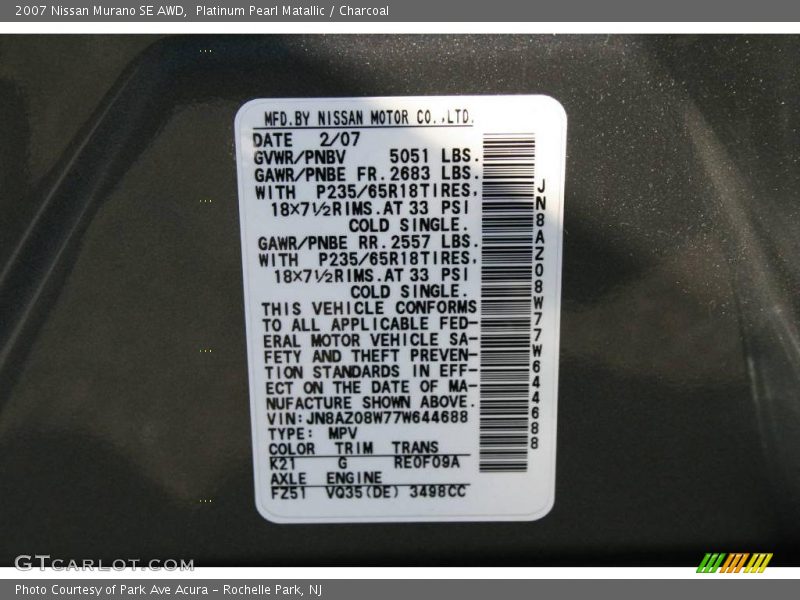 2007 Nissan Murano SE AWD,  Platinum Pearl Matallic / Charcoal
MFD.BY NISSAN MOTOR CO.,LTD.
DATE 2/07
GVWR/PNBV 5051 LBS.
GAWR/PNBE FR.2683 LBS.
WITH P235/65R18TIRES,
18×7½RIMS.AT 33 PSI
COLD SINGLE.
GAWR/PNBE RR.2557 LBS.
WITH P235/65R18TIRES,
18×7½RIMS.AT 33 PSI
COLD SINGLE.
THIS VEHICLE CONFORMS
TO ALL APPLICABLE FED-
ERAL MOTOR VEHICLE SA-
FETY AND THEFT PREVEN-
TION STANDARDS IN EFF-
ECT ON THE DATE OF MA-
NUFACTURE SHOWN ABOVE.
VIN:JN8AZ08W77W644688
TYPE: MPV
COLOR TRIM TRANS
K21 G RE0F09A
AXLE ENGINE
FZ51 VQ35(DE) 3498CC
JN8AZ08W77W644688
GTCARLOT.COM
Photo Courtesy of Park Ave Acura - Rochelle Park, NJ